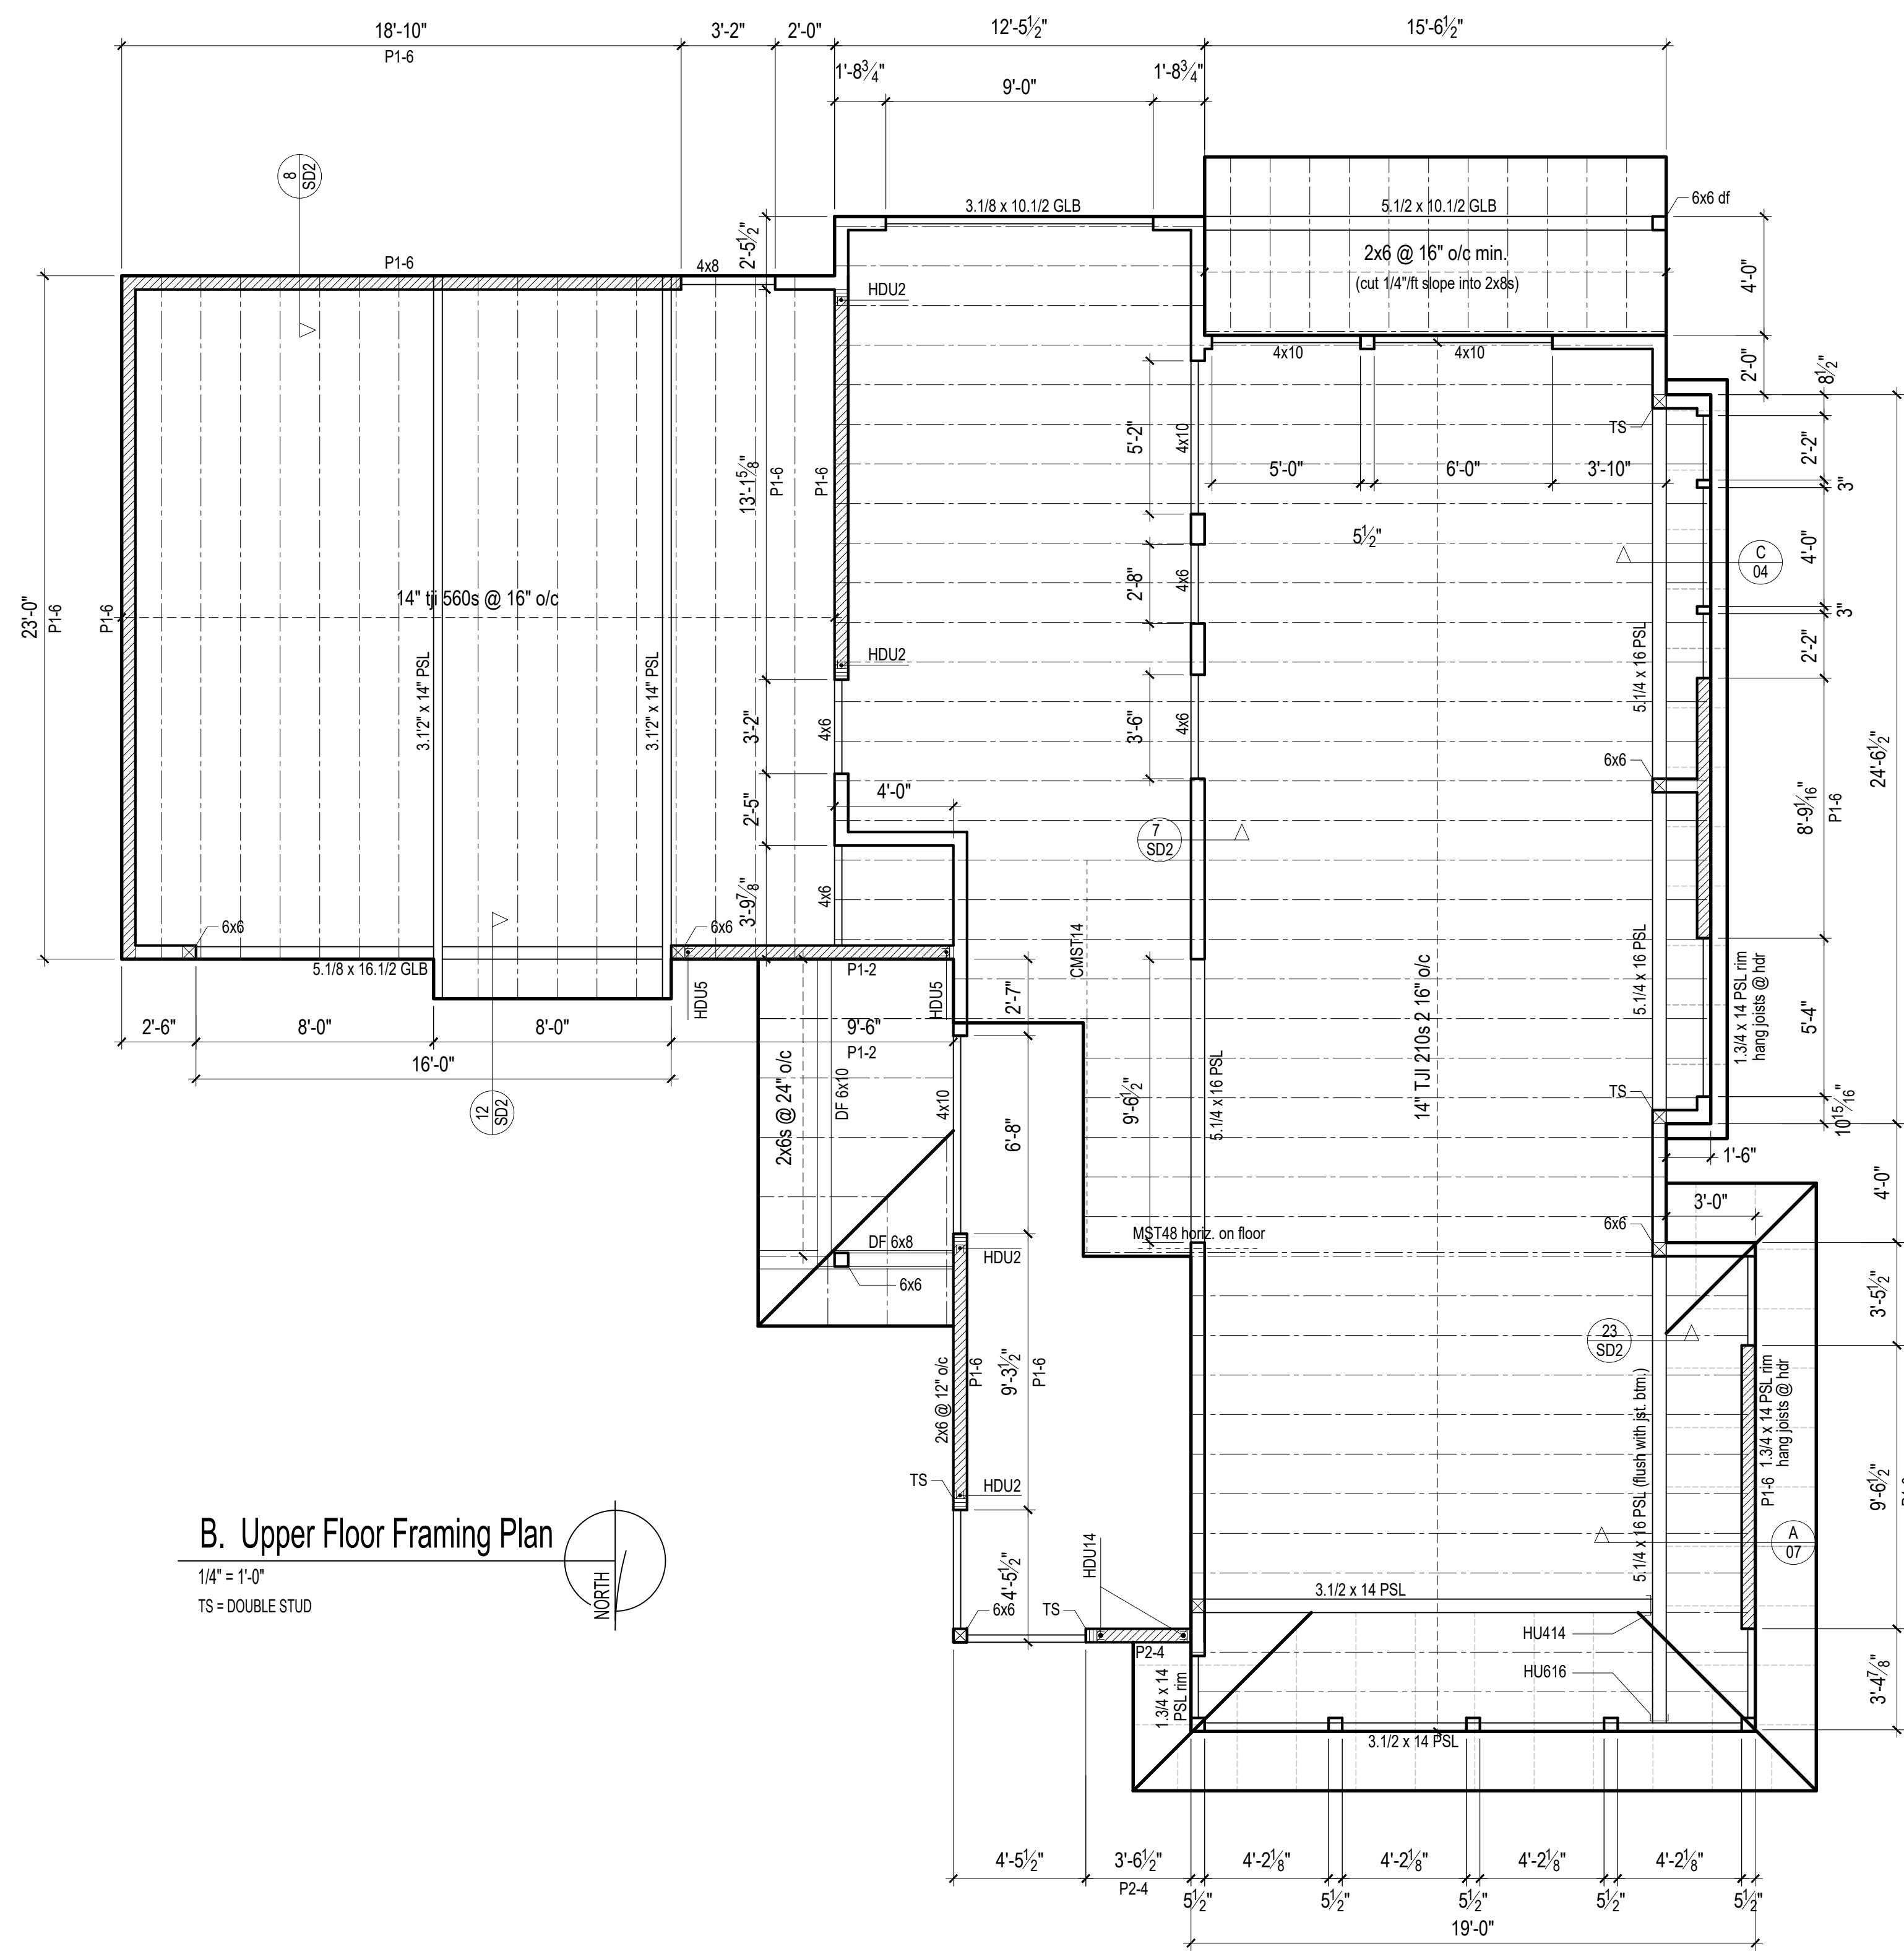 18'-10"
P1-6
3'-2"
2'-0"
12'-5½"
15'-6½"
1'-8¾"
9'-0"
1'-8¾"
8
SD2
3.1/8 x 10.1/2 GLB
5.1/2 x 10.1/2 GLB
6x6 df
2'-5½"
P1-6
4x8
HDU2
2x6 @ 16" o/c min.
(cut 1/4"/ft slope into 2x8s)
4'-0"
2'-0"
8½"
4x10
4x10
TS
5'-2"
4x10
5'-0"
6'-0"
3'-10"
2'-2"
3"
13'-1⅝"
P1-6
P1-6
5½"
C
04
4'-0"
3"
2'-8"
4x6
14" tji 560s @ 16" o/c
23'-0"
P1-6
P1-6
HDU2
2'-2"
3.1'2" x 14" PSL
3.1'2" x 14" PSL
5.1/4 x 16 PSL
3'-2"
4x6
3'-6"
4x6
6x6
24'-6½"
4'-0"
2'-5"
8'-9 1/16"
P1-6
7
SD2
3'-9⅞"
4x6
6x6
6x6
CMST14
5.1/4 x 16 PSL
5.1/8 x 16.1/2 GLB
P1-2
HDU5
HDU5
2'-7"
14" TJI 210s 2 16" o/c
1.3/4 x 14 PSL rim
hang joists @ hdr
5'-4"
2'-6"
8'-0"
8'-0"
9'-6"
P1-2
16'-0"
12
SD2
2x6s @ 24" o/c
DF 6x10
4x10
6'-8"
9'-6½"
5.1/4 x 16 PSL
TS
10 15/16"
1'-6"
4'-0"
3'-0"
DF 6x8
6x6
HDU2
MST48 horiz. on floor
6x6
3'-5½"
23
SD2
2x6 @ 12" o/c
P1-6
9'-3½"
P1-6
5.1/4 x 16 PSL (flush with jst. btm.)
P1-6
1.3/4 x 14 PSL rim
hang joists @ hdr
9'-6½"
TS
HDU2
A
07
B. Upper Floor Framing Plan
1/4" = 1'-0"
TS = DOUBLE STUD
NORTH
4'-5½"
HDU14
6x6
TS
P2-4
3.1/2 x 14 PSL
HU414
HU616
1.3/4 x 14
PSL rim
3'-4⅞"
3.1/2 x 14 PSL
4'-5½"
3'-6½"
P2-4
4'-2⅛"
4'-2⅛"
4'-2⅛"
4'-2⅛"
5½"
5½"
5½"
5½"
5½"
19'-0"